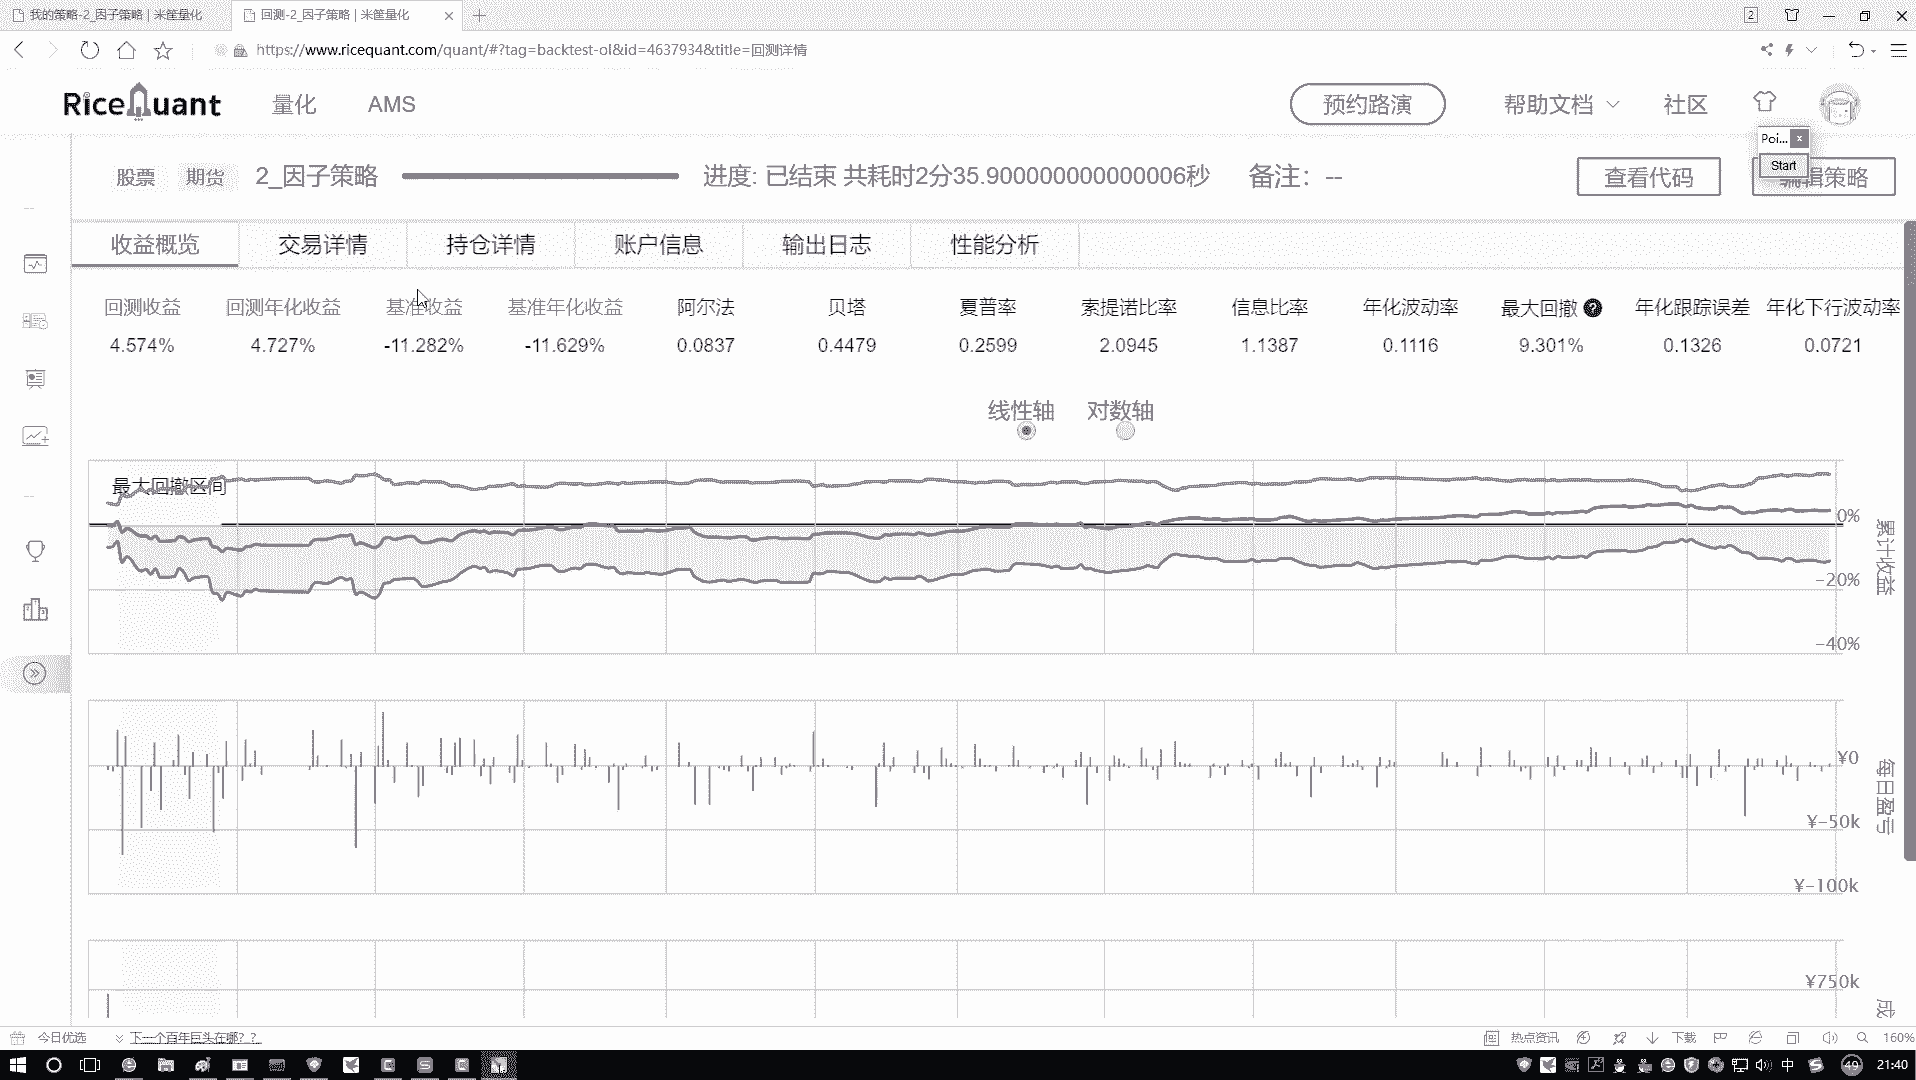 我的策略-2_因子策略 | 米筐量化
回测-2_因子策略 | 米筐量化
2
https://www.ricequant.com/quant/#?tag=backtest-ol&id=4637934&title=回测详情
RiceQuant
量化
AMS
预约路演
帮助文档
社区
Poi...
Start
股票
期货
2_因子策略
进度: 已结束 共耗时2分35.900000000000006秒
备注: --
查看代码
编辑策略
收益概览
交易详情
持仓详情
账户信息
输出日志
性能分析
回测收益 回测年化收益 基准收益 基准年化收益 阿尔法 贝塔 夏普率 索提诺比率 信息比率 年化波动率 最大回撤 年化跟踪误差 年化下行波动率
4.574% 4.727% -11.282% -11.629% 0.0837 0.4479 0.2599 2.0945 1.1387 0.1116 9.301% 0.1326 0.0721
线性轴 对数轴
最大回撤区间
0%
-20%
-40%
累计收益
¥0
¥-50k
¥-100k
每日盈亏
¥750k
成
今日优选
下一个百年巨头在哪？？
热点资讯
下载
160%
中
49
21:40